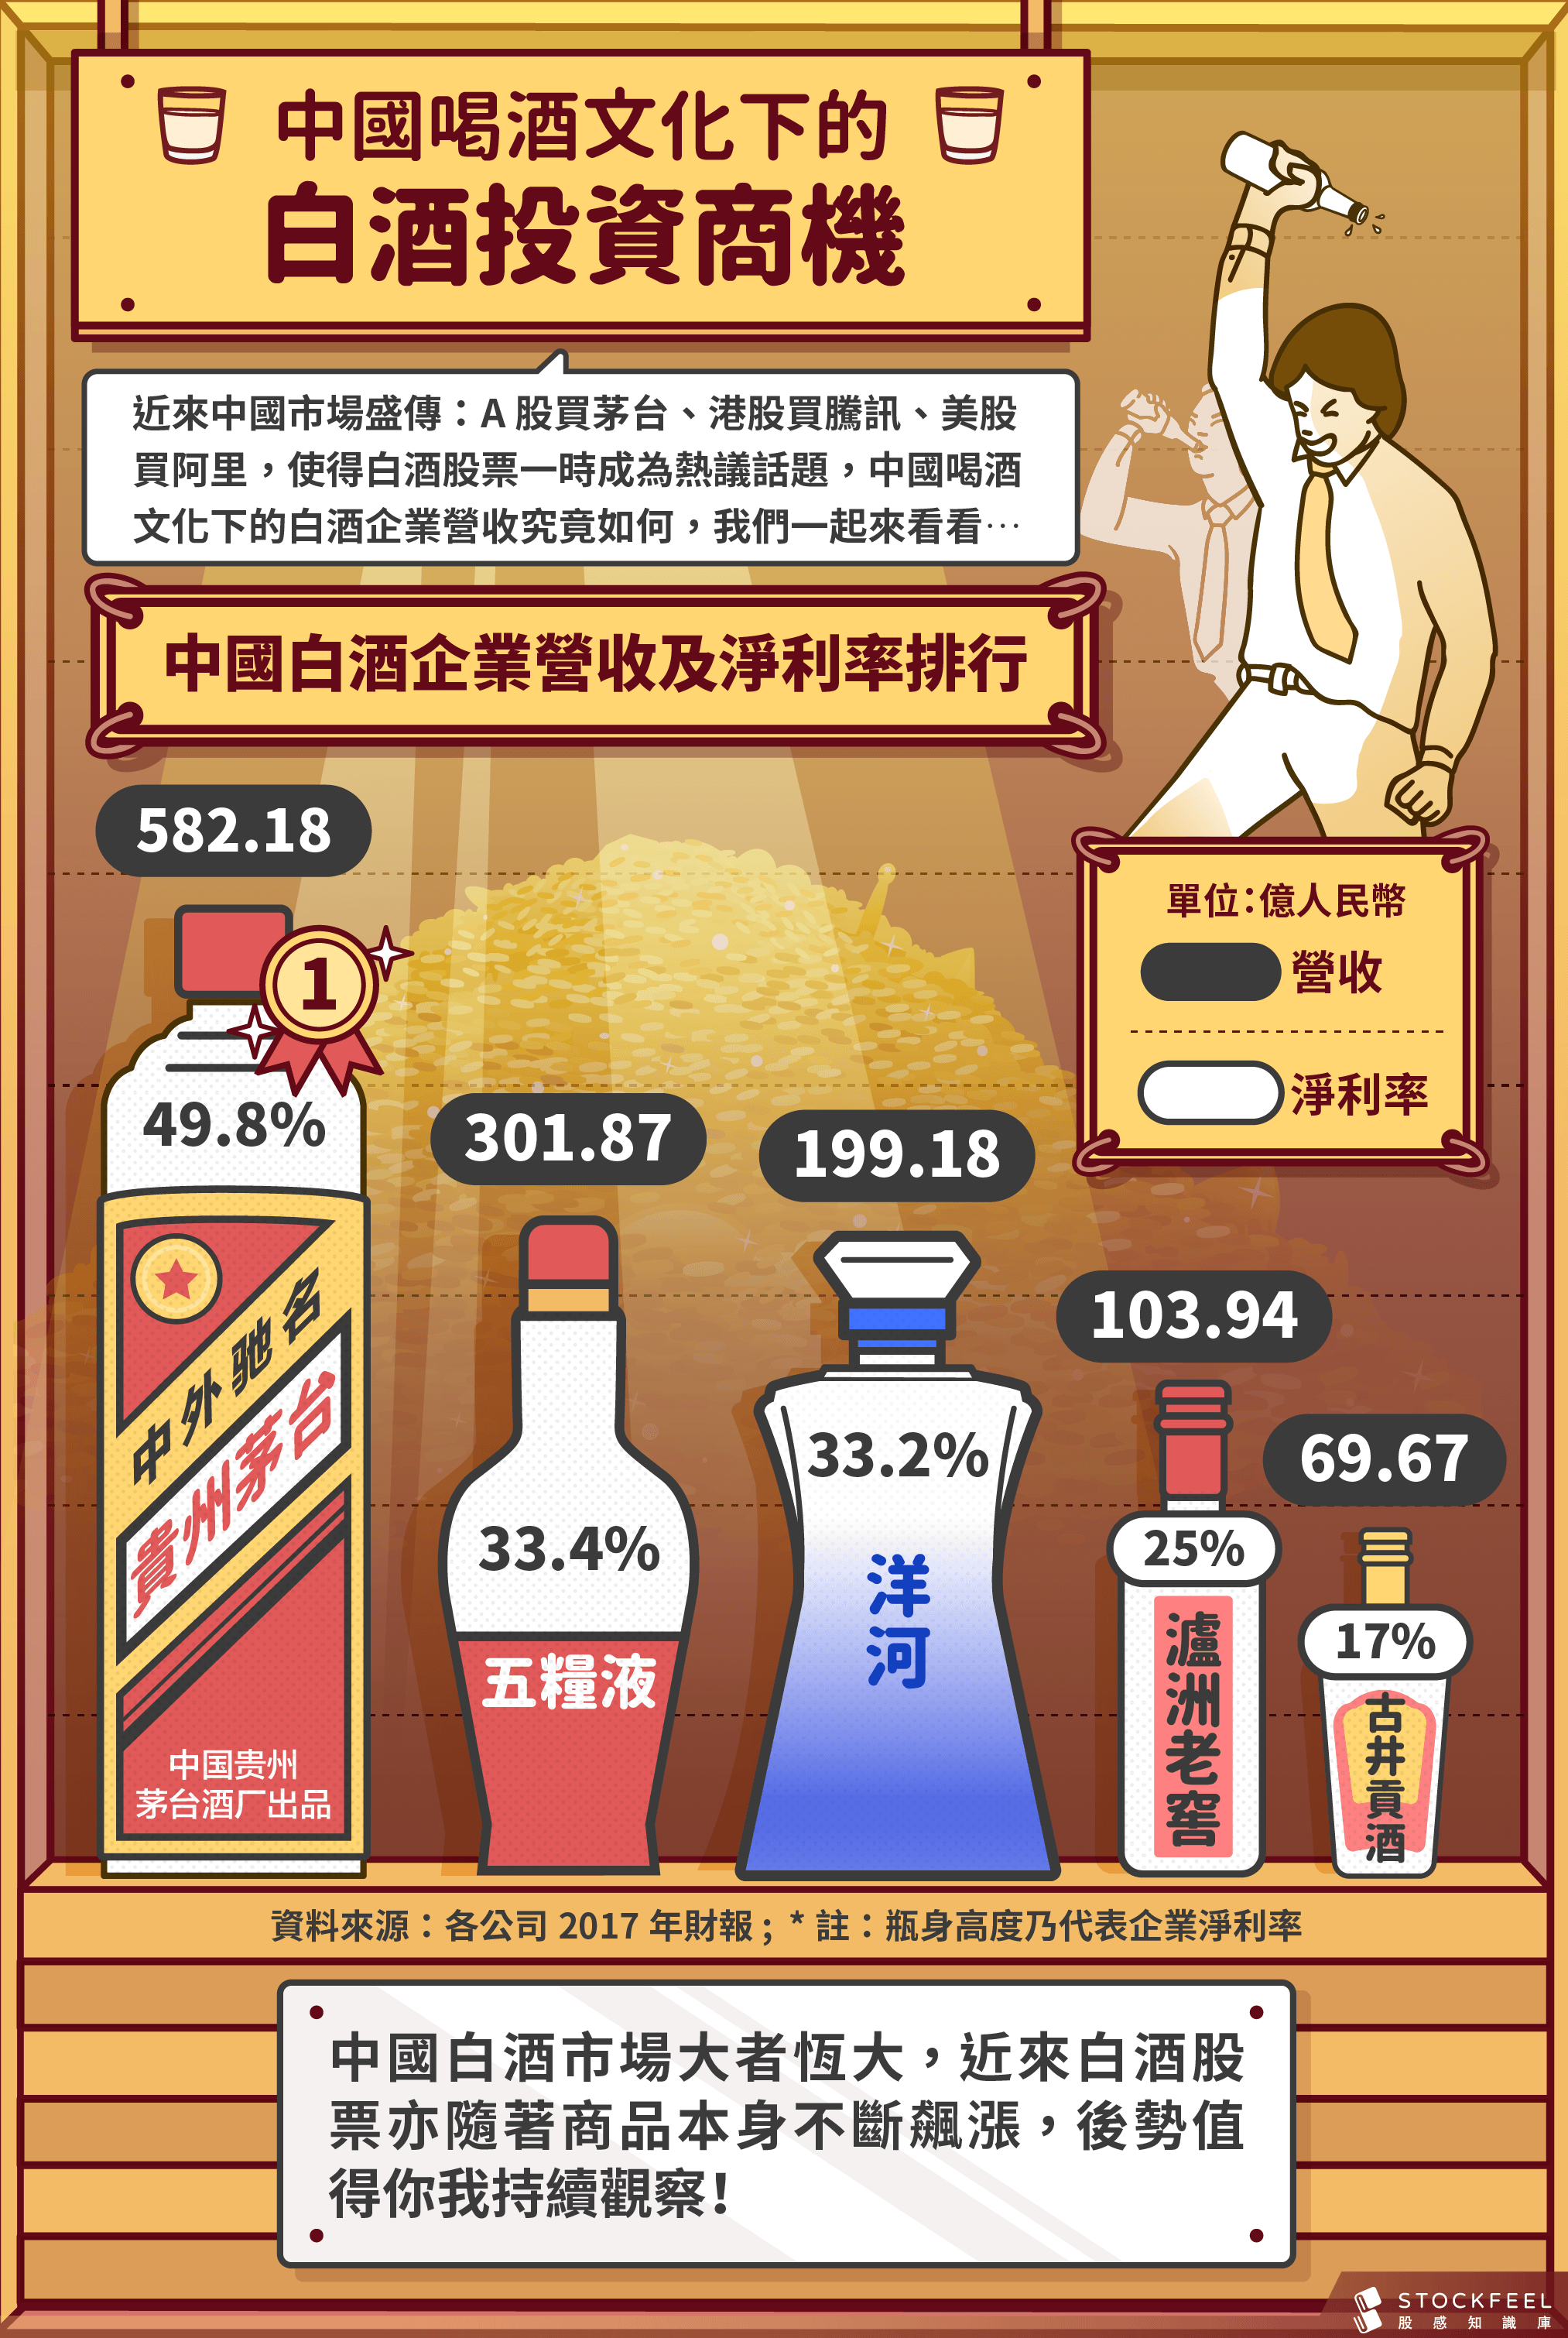 中國喝酒文化下的
白酒投資商機
近來中國市場盛傳：A 股買茅台、港股買騰訊、美股
買阿里，使得白酒股票一時成為熱議話題，中國喝酒
文化下的白酒企業營收究竟如何，我們一起來看看…
中國白酒企業營收及淨利率排行
單位：億人民幣
營收
淨利率
582.18
1
49.8%
中外驰名
貴州茅台
中国贵州
茅台酒厂出品
301.87
33.4%
五糧液
199.18
33.2%
洋
河
103.94
25%
瀘
洲
老
窖
69.67
17%
古
井
貢
酒
資料來源：各公司 2017 年財報； * 註：瓶身高度乃代表企業淨利率
中國白酒市場大者恆大，近來白酒股
票亦隨著商品本身不斷飆漲，後勢值
得你我持續觀察！
STOCKFEEL
股感知識庫